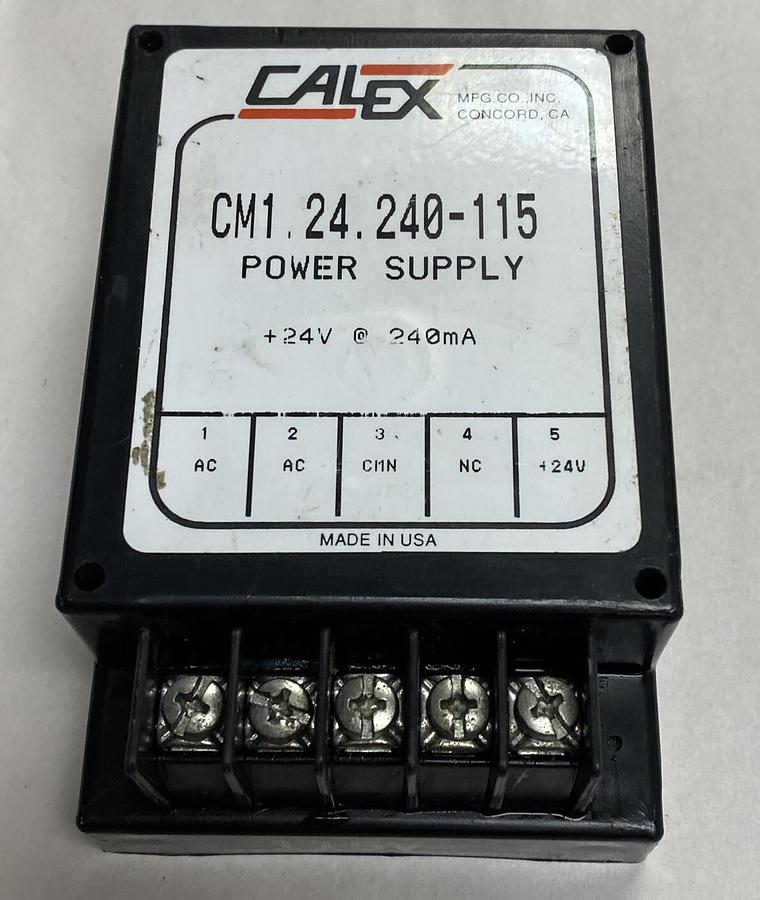 CALEX MFG.CO.,INC.
CONCORD, CA
CM1.24.240-115
POWER SUPPLY
+24V @ 240mA
1 2 3 4 5
AC AC CMN NC +24V
MADE IN USA